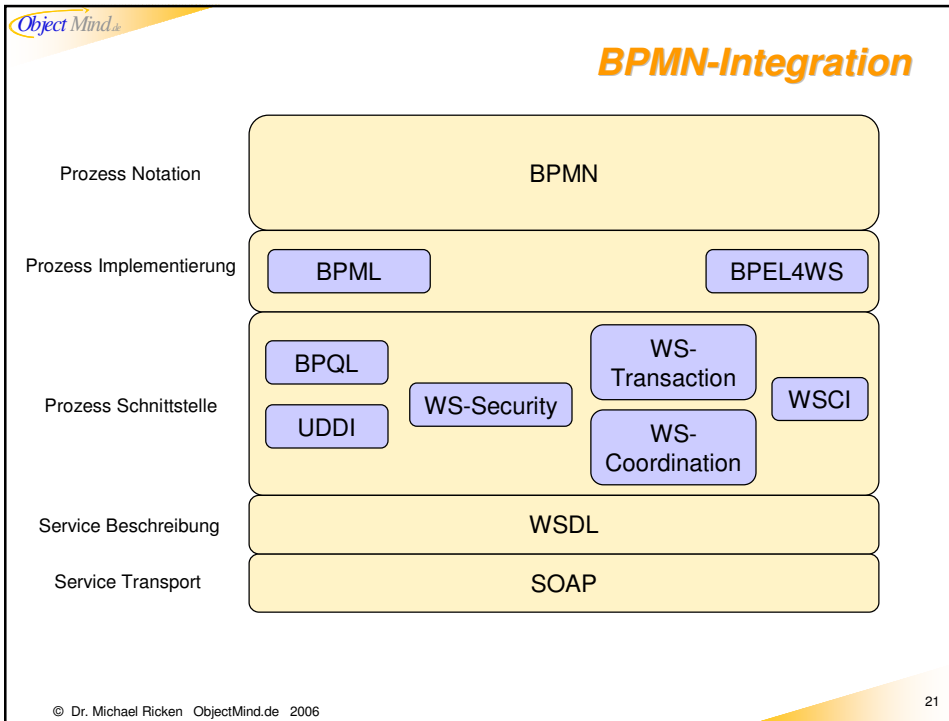 Object Mind.de
BPMN-Integration
Prozess Notation
BPMN
Prozess Implementierung
BPML
BPEL4WS
Prozess Schnittstelle
BPQL
UDDI
WS-Security
WS-
Transaction
WS-
Coordination
WSCI
Service Beschreibung
WSDL
Service Transport
SOAP
© Dr. Michael Ricken ObjectMind.de 2006
21